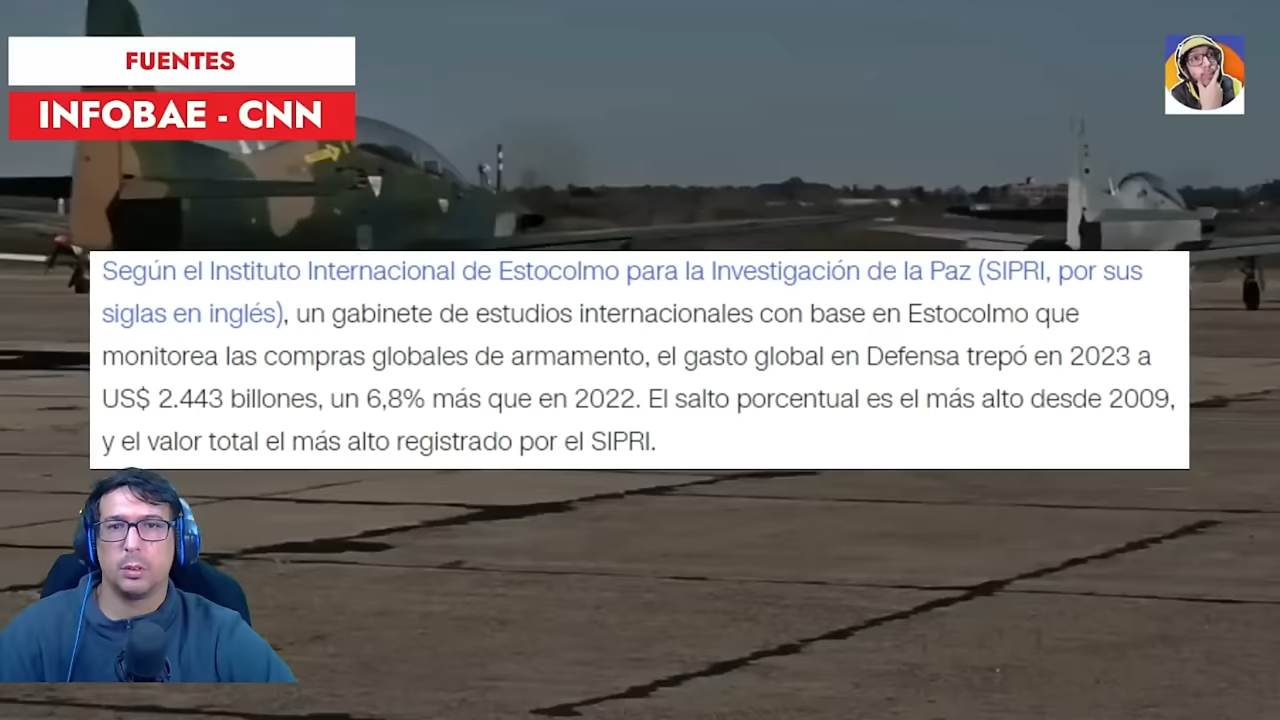 FUENTES
INFOBAE - CNN
Según el Instituto Internacional de Estocolmo para la Investigación de la Paz (SIPRI, por sus
siglas en inglés), un gabinete de estudios internacionales con base en Estocolmo que
monitorea las compras globales de armamento, el gasto global en Defensa trepó en 2023 a
US$ 2.443 billones, un 6,8% más que en 2022. El salto porcentual es el más alto desde 2009,
y el valor total el más alto registrado por el SIPRI.